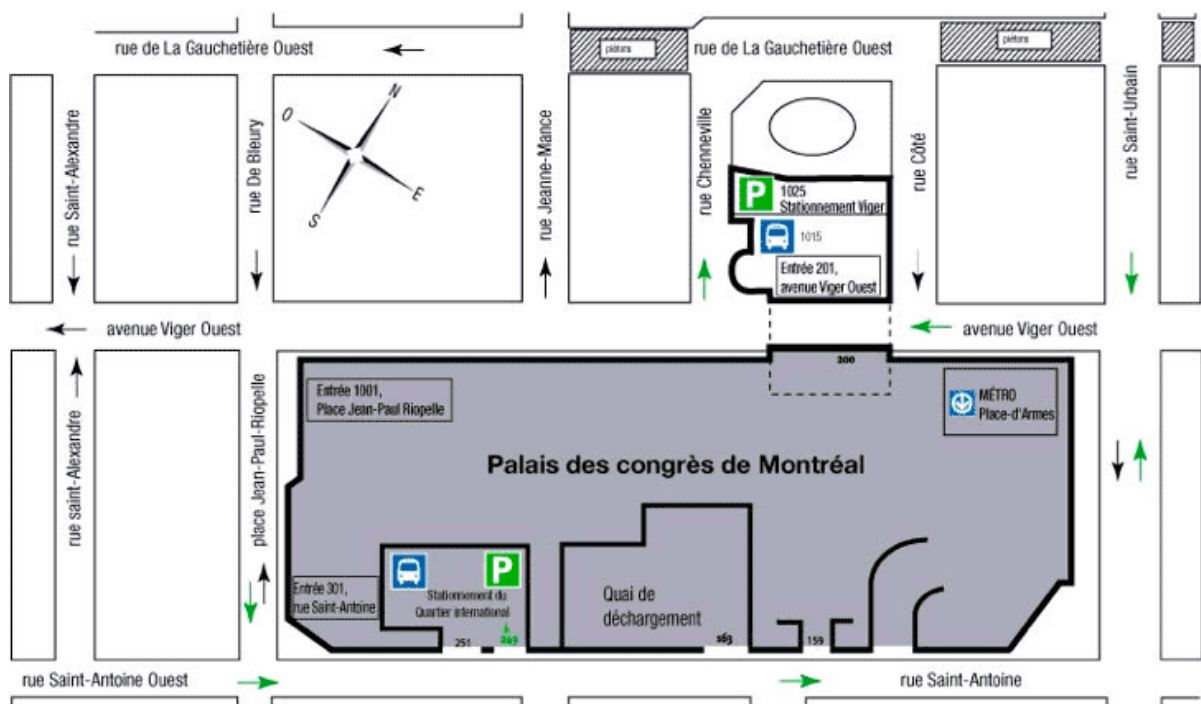 rue de La Gauchetière Ouest
piétons
rue de La Gauchetière Ouest
piétons
N
O
E
S
rue Saint-Alexandre
rue De Bleury
rue Jeanne-Mance
rue Chenneville
rue Côté
rue Saint-Urbain
P
1025
Stationnement Viger
1015
Entrée 201,
avenue Viger Ouest
avenue Viger Ouest
avenue Viger Ouest
200
Entrée 1001,
Place Jean-Paul Riopelle
MÉTRO
Place-d'Armes
rue saint-Alexandre
place Jean-Paul-Riopelle
Palais des congrès de Montréal
P
Stationnement du
Quartier international
Entrée 301,
rue Saint-Antoine
Quai de
déchargement
251
249
163
159
rue Saint-Antoine Ouest
rue Saint-Antoine